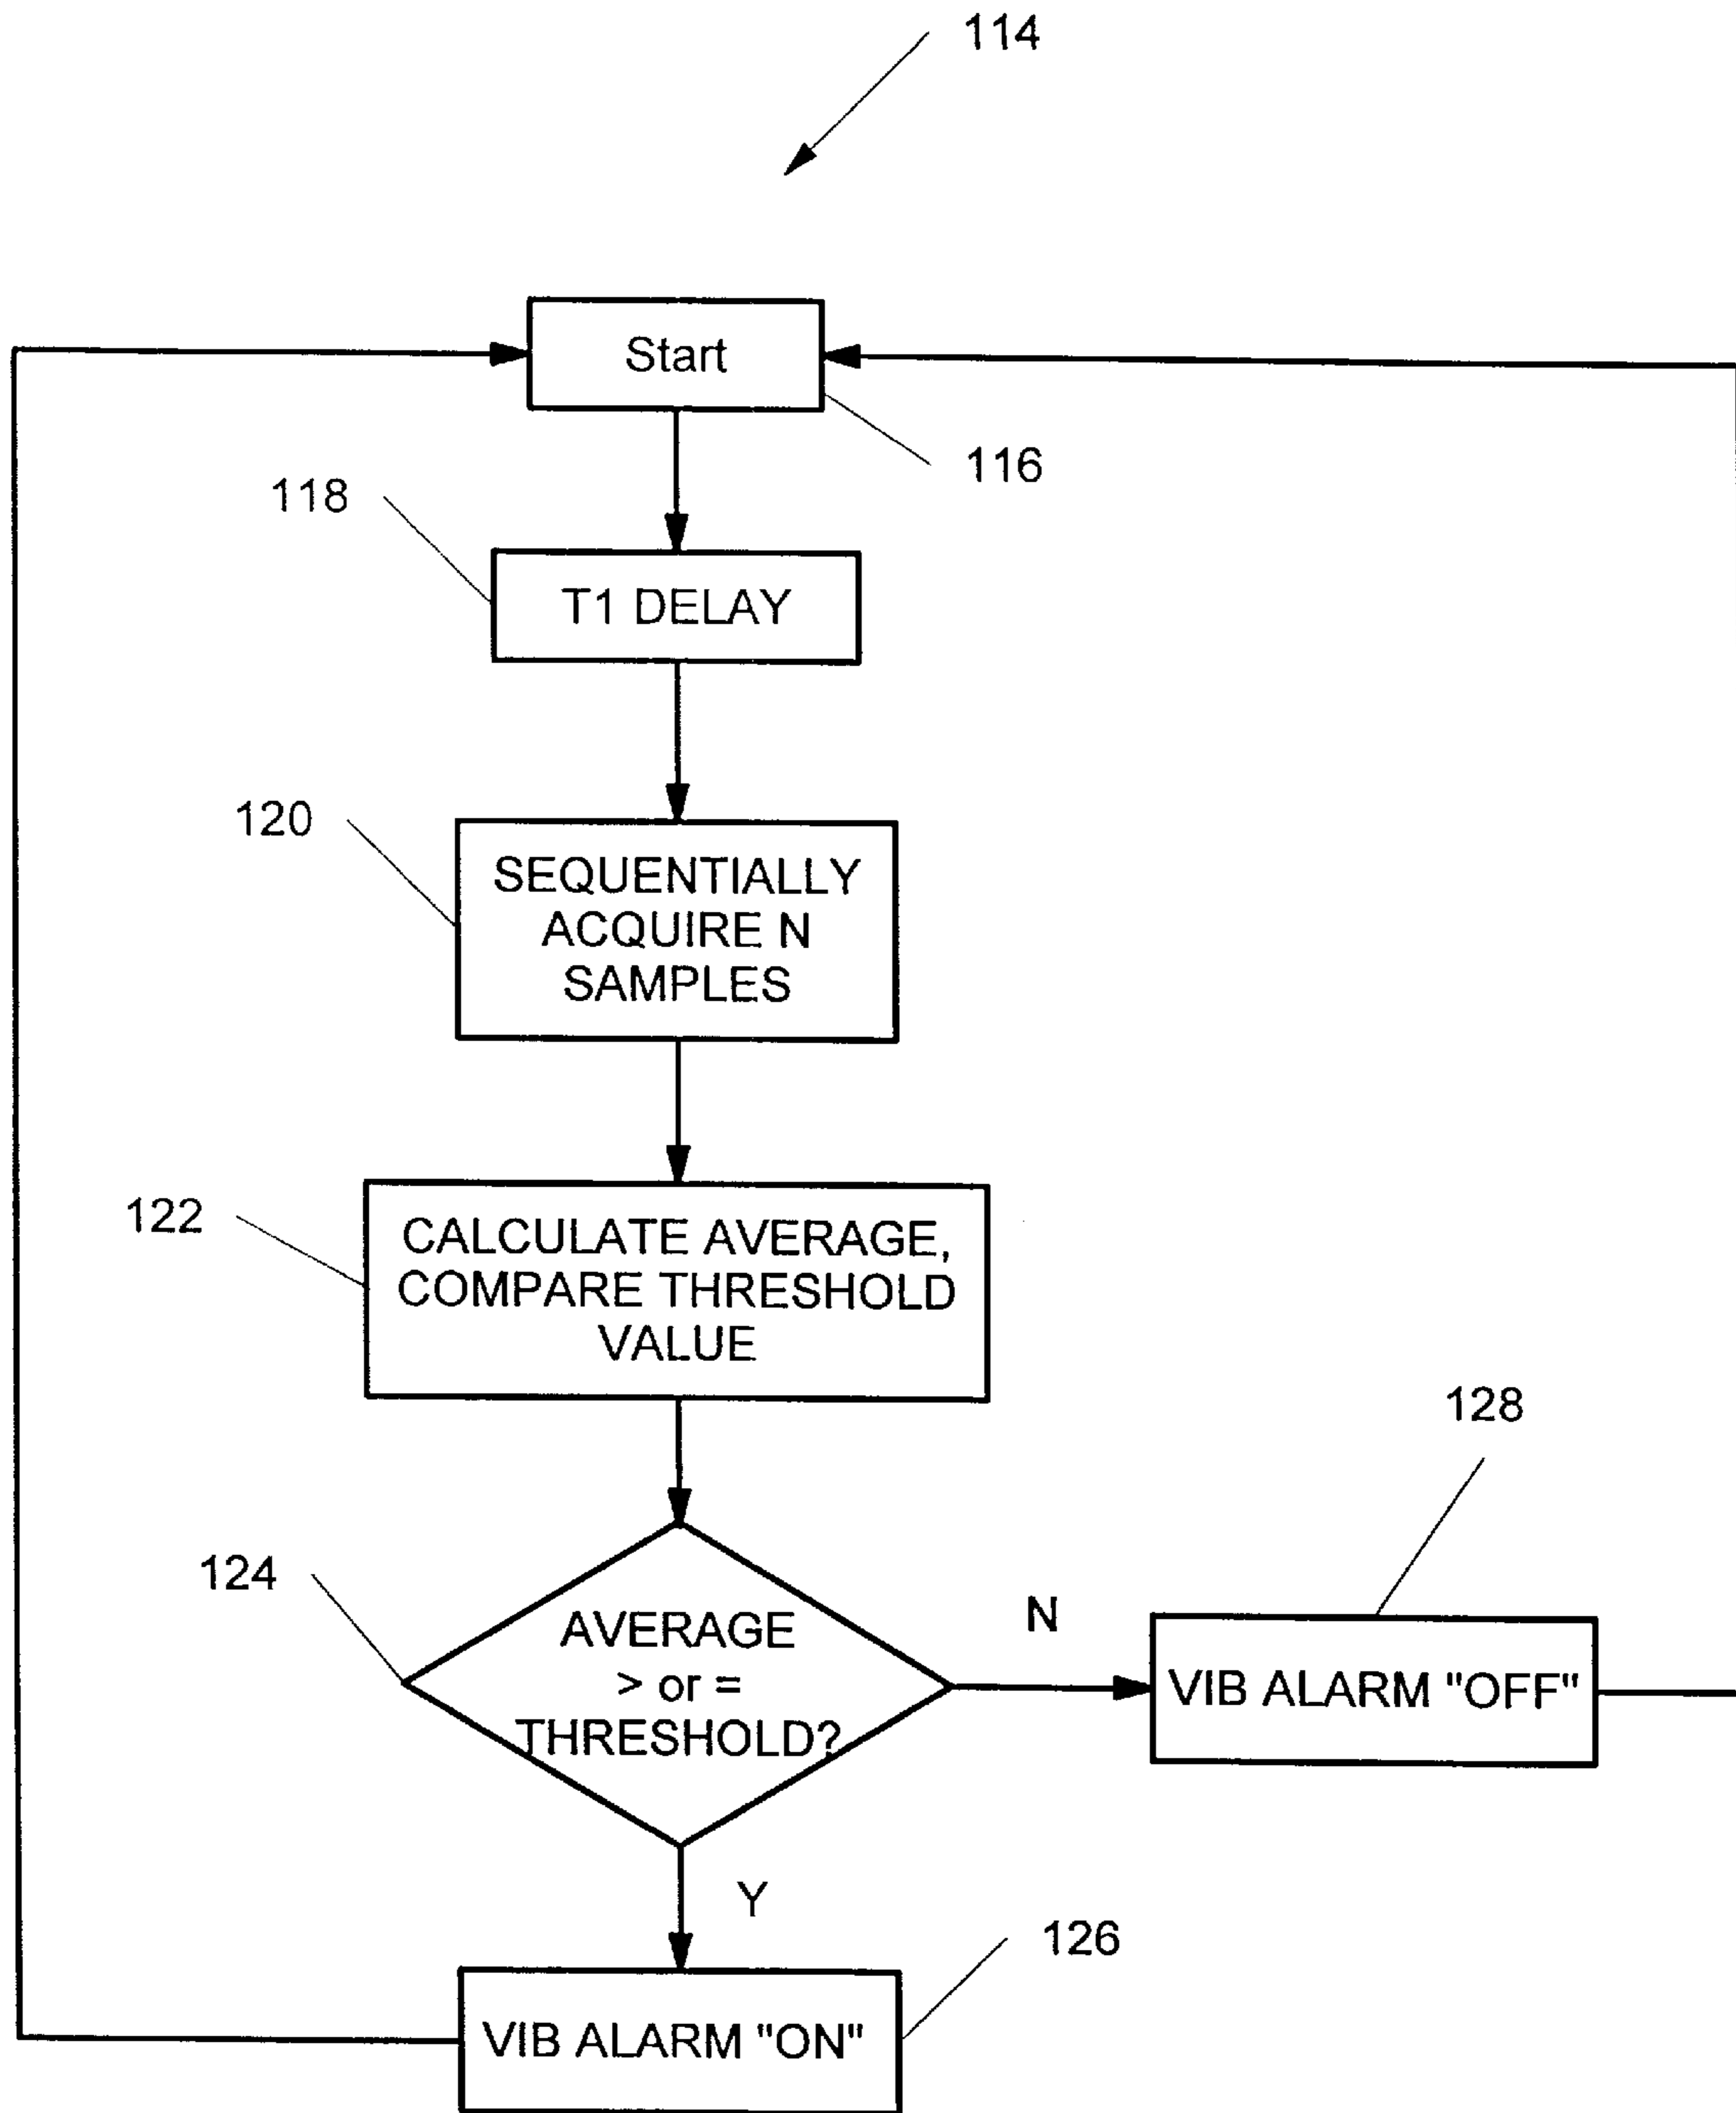 114
Start
116
118
T1 DELAY
120
SEQUENTIALLY
ACQUIRE N
SAMPLES
122
CALCULATE AVERAGE,
COMPARE THRESHOLD
VALUE
128
124
AVERAGE
> or =
THRESHOLD?
N
VIB ALARM "OFF"
Y
126
VIB ALARM "ON"